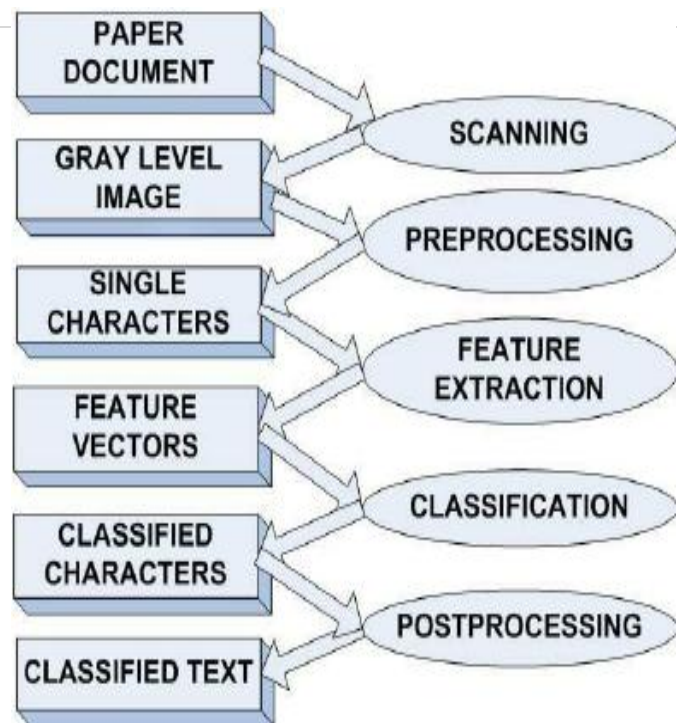 PAPER
DOCUMENT
SCANNING
GRAY LEVEL
IMAGE
PREPROCESSING
SINGLE
CHARACTERS
FEATURE
EXTRACTION
FEATURE
VECTORS
CLASSIFICATION
CLASSIFIED
CHARACTERS
POSTPROCESSING
CLASSIFIED TEXT